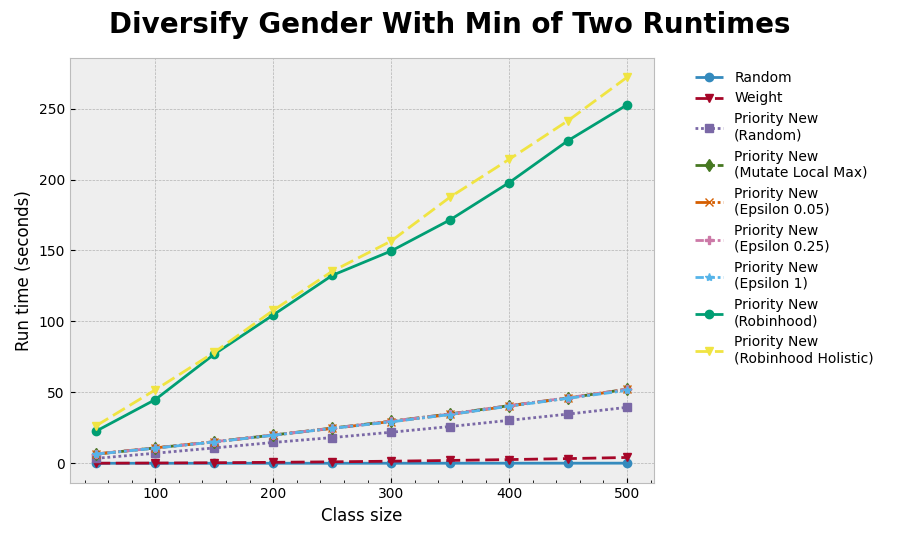 Diversify Gender With Min of Two Runtimes
Run time (seconds)
250
200
150
100
50
0
100
200
300
400
500
Class size
Random
Weight
Priority New
(Random)
Priority New
(Mutate Local Max)
Priority New
(Epsilon 0.05)
Priority New
(Epsilon 0.25)
Priority New
(Epsilon 1)
Priority New
(Robinhood)
Priority New
(Robinhood Holistic)